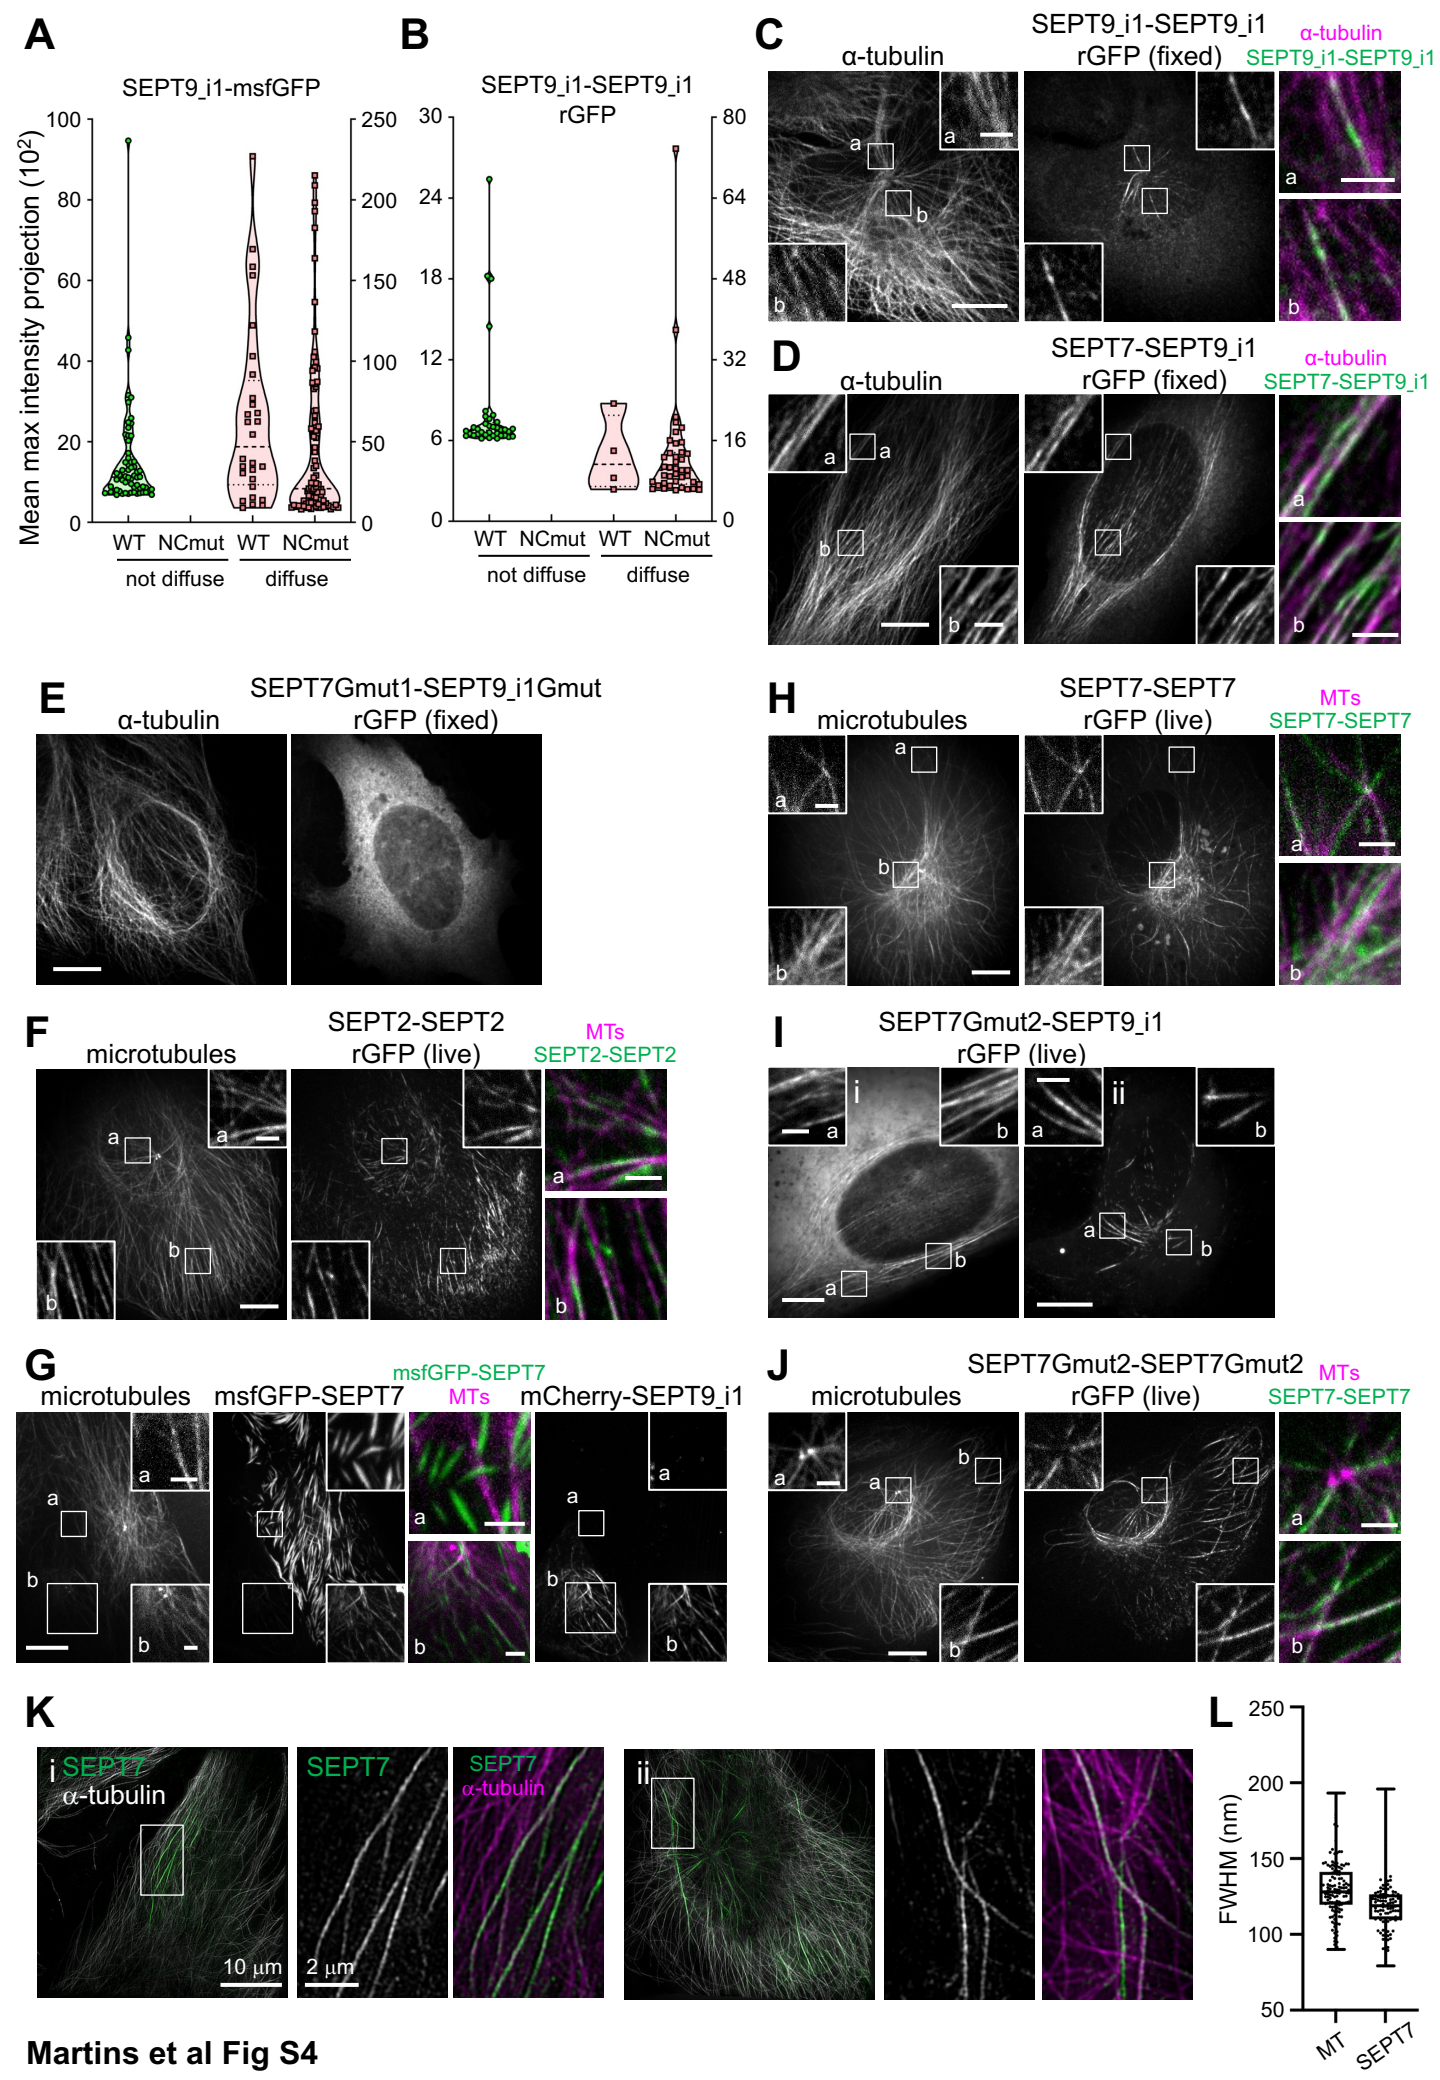 A
SEPT9_i1-msfGFP
Mean max intensity projection (10²)
100
80
60
40
20
0
250
200
150
100
50
0
WT NCmut WT NCmut
not diffuse diffuse
B
SEPT9_i1-SEPT9_i1
rGFP
30
24
18
12
6
0
80
64
48
32
16
0
WT NCmut WT NCmut
not diffuse diffuse
C
α-tubulin
SEPT9_i1-SEPT9_i1
rGFP (fixed)
α-tubulin
SEPT9_i1-SEPT9_i1
a
a
b
b
a
b
D
α-tubulin
SEPT7-SEPT9_i1
rGFP (fixed)
α-tubulin
SEPT7-SEPT9_i1
a
a
b
b
a
b
E
α-tubulin
SEPT7Gmut1-SEPT9_i1Gmut
rGFP (fixed)
H
microtubules
SEPT7-SEPT7
rGFP (live)
MTs
SEPT7-SEPT7
a
a
b
b
a
b
F
microtubules
SEPT2-SEPT2
rGFP (live)
MTs
SEPT2-SEPT2
a
a
b
b
a
b
I
SEPT7Gmut2-SEPT9_i1
rGFP (live)
i
a
b
a
b
ii
a
b
a
b
G
microtubules
msfGFP-SEPT7
msfGFP-SEPT7
MTs
mCherry-SEPT9_i1
a
a
b
b
a
b
a
a
b
b
J
microtubules
SEPT7Gmut2-SEPT7Gmut2
rGFP (live)
MTs
SEPT7-SEPT7
a
a
b
b
a
b
K
i SEPT7
α-tubulin
10 μm
SEPT7
2 μm
SEPT7
α-tubulin
ii
L
FWHM (nm)
250
200
150
100
50
MT
SEPT7
Martins et al Fig S4